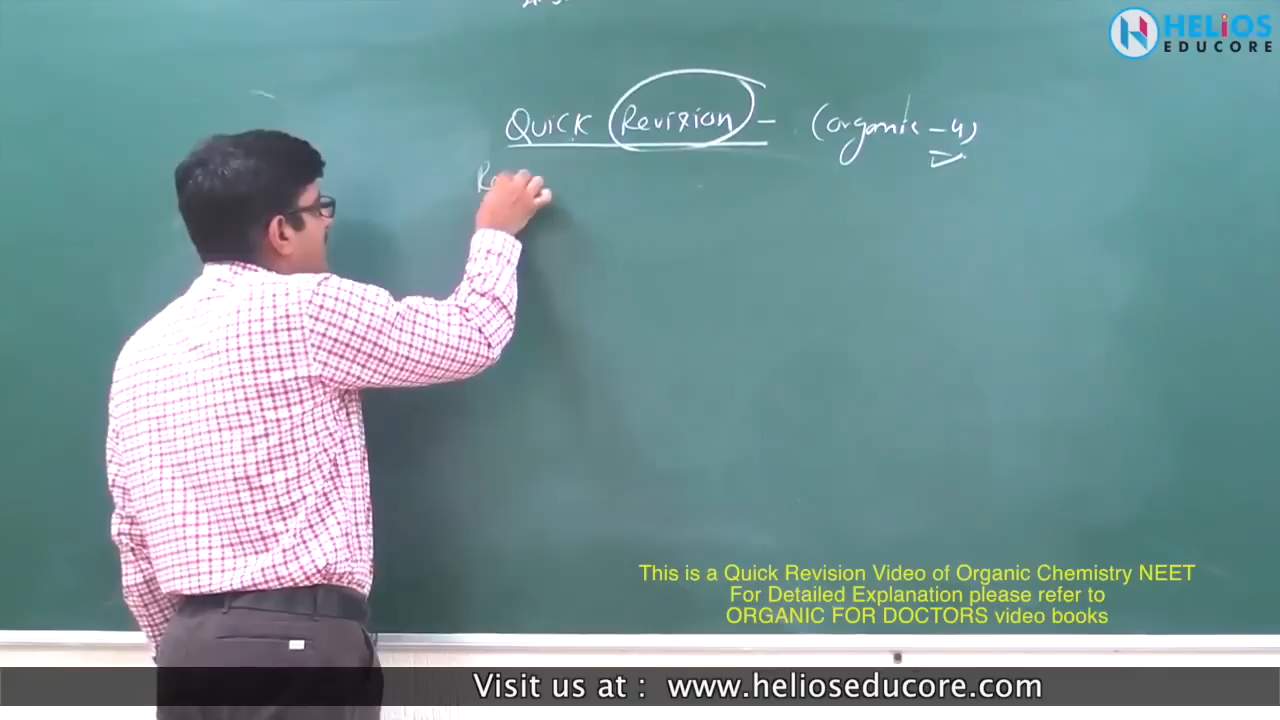 HELiOS
EDUCORE
QUICK Revision – (organic – 4)
Re
This is a Quick Revision Video of Organic Chemistry NEET
For Detailed Explanation please refer to
ORGANIC FOR DOCTORS video books
Visit us at : www.helioseducore.com